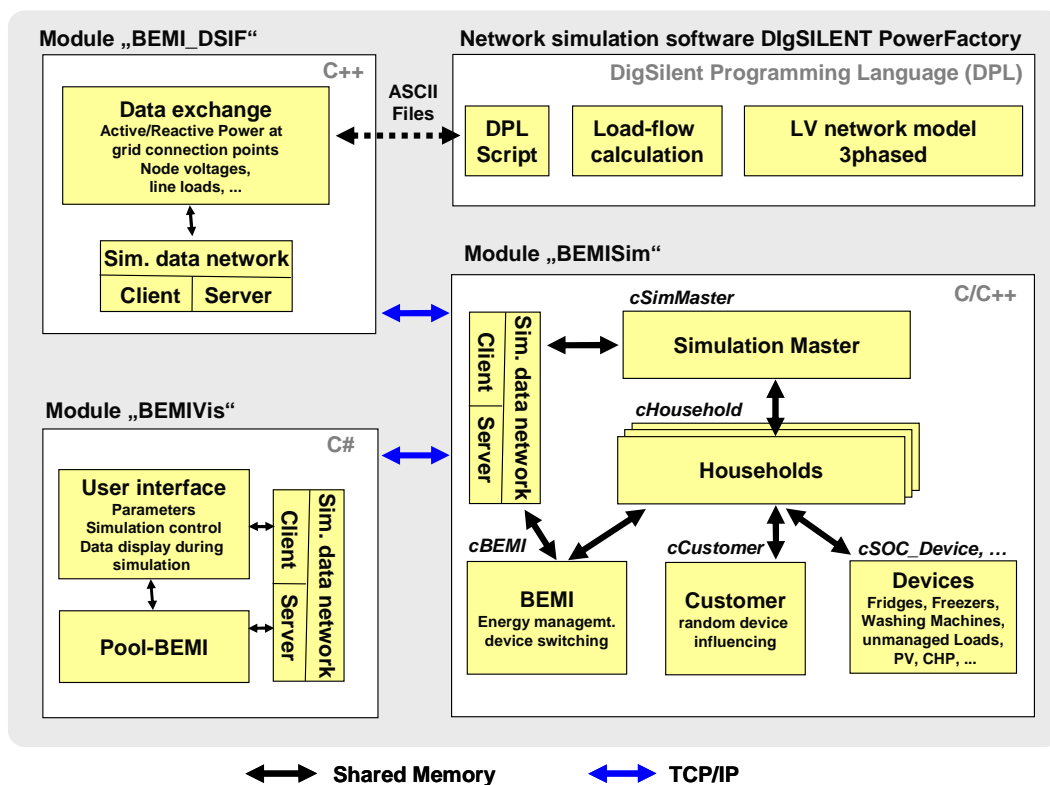 Module „BEMI_DSIF“
C++
Data exchange
Active/Reactive Power at
grid connection points
Node voltages,
line loads, ...
Sim. data network
Client
Server
ASCII
Files
Network simulation software DIgSILENT PowerFactory
DigSilent Programming Language (DPL)
DPL
Script
Load-flow
calculation
LV network model
3phased
Module „BEMIVis“
C#
User interface
Parameters
Simulation control
Data display during
simulation
Pool-BEMI
Client
Server
Sim. data network
Module „BEMISim“
C/C++
Client
Server
Sim. data network
cSimMaster
Simulation Master
cHousehold
Households
cBEMI
BEMI
Energy managemt.
device switching
cCustomer
Customer
random device
influencing
cSOC_Device, ...
Devices
Fridges, Freezers,
Washing Machines,
unmanaged Loads,
PV, CHP, ...
Shared Memory
TCP/IP